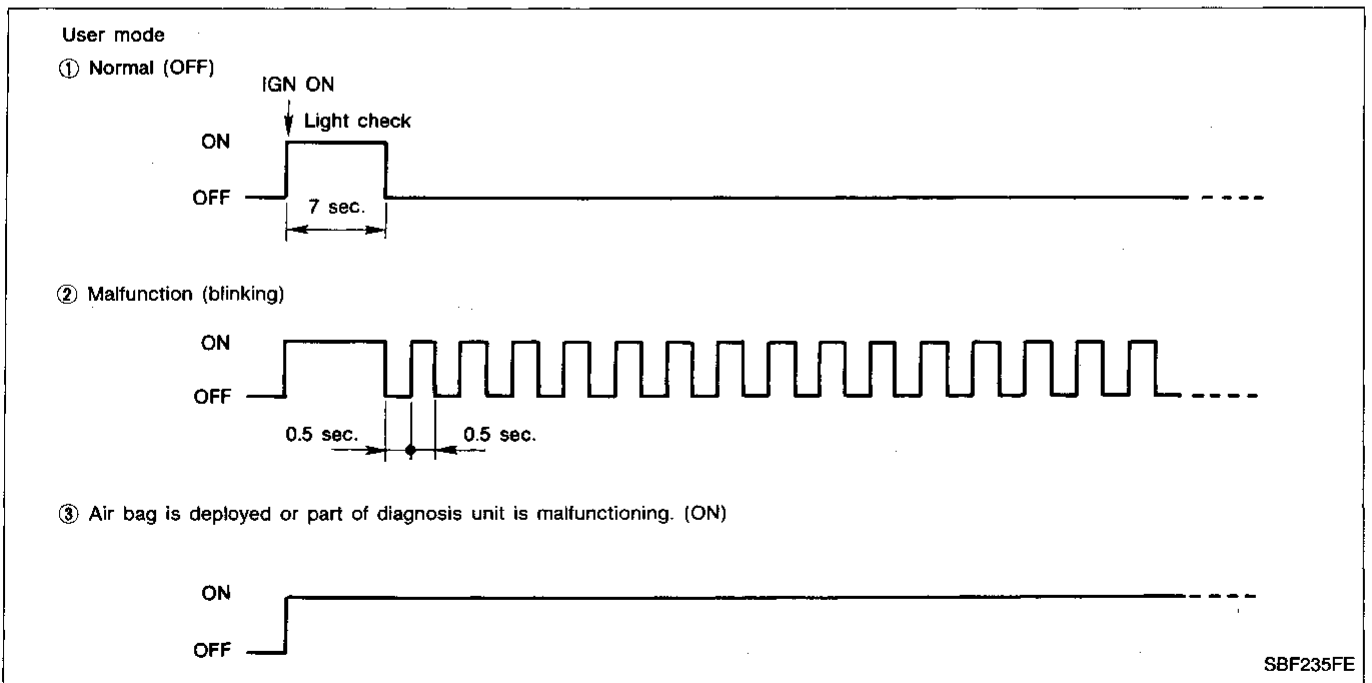 User mode
① Normal (OFF)
IGN ON
Light check
ON
OFF
7 sec.
② Malfunction (blinking)
ON
OFF
0.5 sec. 0.5 sec.
③ Air bag is deployed or part of diagnosis unit is malfunctioning. (ON)
ON
OFF
SBF235FE